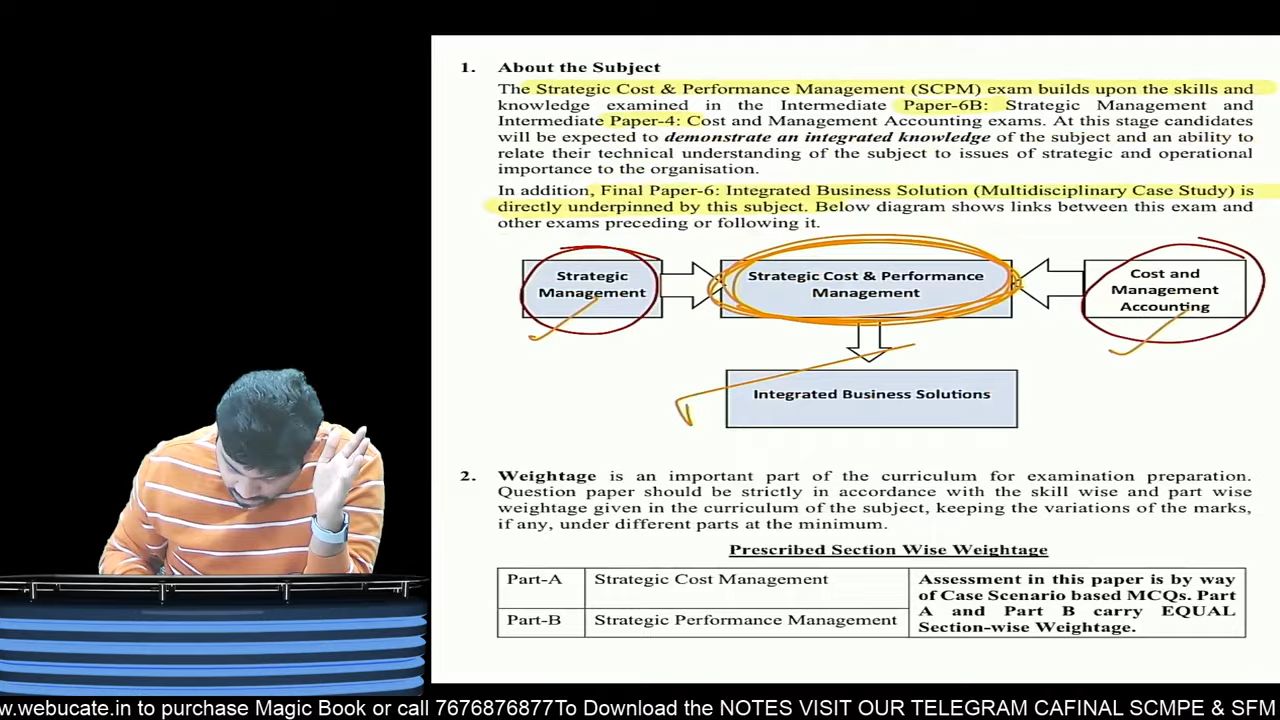 1. About the Subject
The Strategic Cost & Performance Management (SCPM) exam builds upon the skills and
knowledge examined in the Intermediate Paper-6B: Strategic Management and
Intermediate Paper-4: Cost and Management Accounting exams. At this stage candidates
will be expected to demonstrate an integrated knowledge of the subject and an ability to
relate their technical understanding of the subject to issues of strategic and operational
importance to the organisation.
In addition, Final Paper-6: Integrated Business Solution (Multidisciplinary Case Study) is
directly underpinned by this subject. Below diagram shows links between this exam and
other exams preceding or following it.
Strategic
Management
Strategic Cost & Performance
Management
Cost and
Management
Accounting
Integrated Business Solutions
2. Weightage is an important part of the curriculum for examination preparation.
Question paper should be strictly in accordance with the skill wise and part wise
weightage given in the curriculum of the subject, keeping the variations of the marks,
if any, under different parts at the minimum.
Prescribed Section Wise Weightage
Part-A Strategic Cost Management
Part-B Strategic Performance Management
Assessment in this paper is by way
of Case Scenario based MCQs. Part
A and Part B carry EQUAL
Section-wise Weightage.
w.webucate.in to purchase Magic Book or call 7676876877To Download the NOTES VISIT OUR TELEGRAM CAFINAL SCMPE & SFM